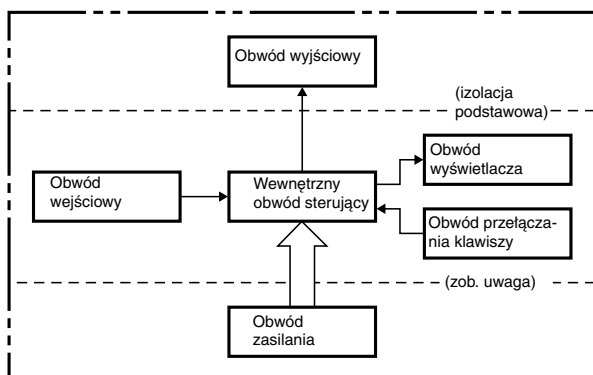 Obwód wyjściowy
(izolacja
podstawowa)
Obwód
wyświetlacza
Obwód
wejściowy
Wewnętrzny
obwód sterujący
Obwód przełącza-
nia klawiszy
(zob. uwaga)
Obwód
zasilania